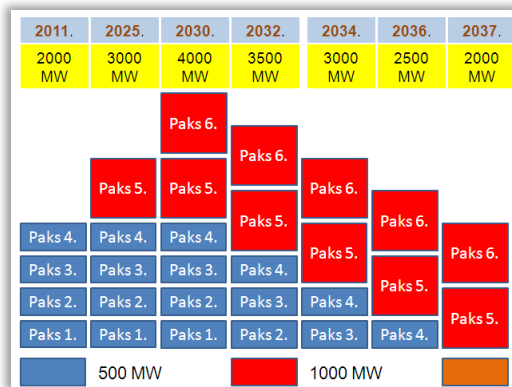 2011. 2025. 2030. 2032. 2034. 2036. 2037.
2000 3000 4000 3500 3000 2500 2000
MW MW MW MW MW MW MW
Paks 6.
Paks 6.
Paks 5. Paks 5. Paks 6.
Paks 5. Paks 6.
Paks 4. Paks 4. Paks 4. Paks 5. Paks 6.
Paks 3. Paks 3. Paks 3. Paks 4. Paks 5.
Paks 2. Paks 2. Paks 2. Paks 3. Paks 4. Paks 5.
Paks 1. Paks 1. Paks 1. Paks 2. Paks 3. Paks 4.
500 MW 1000 MW